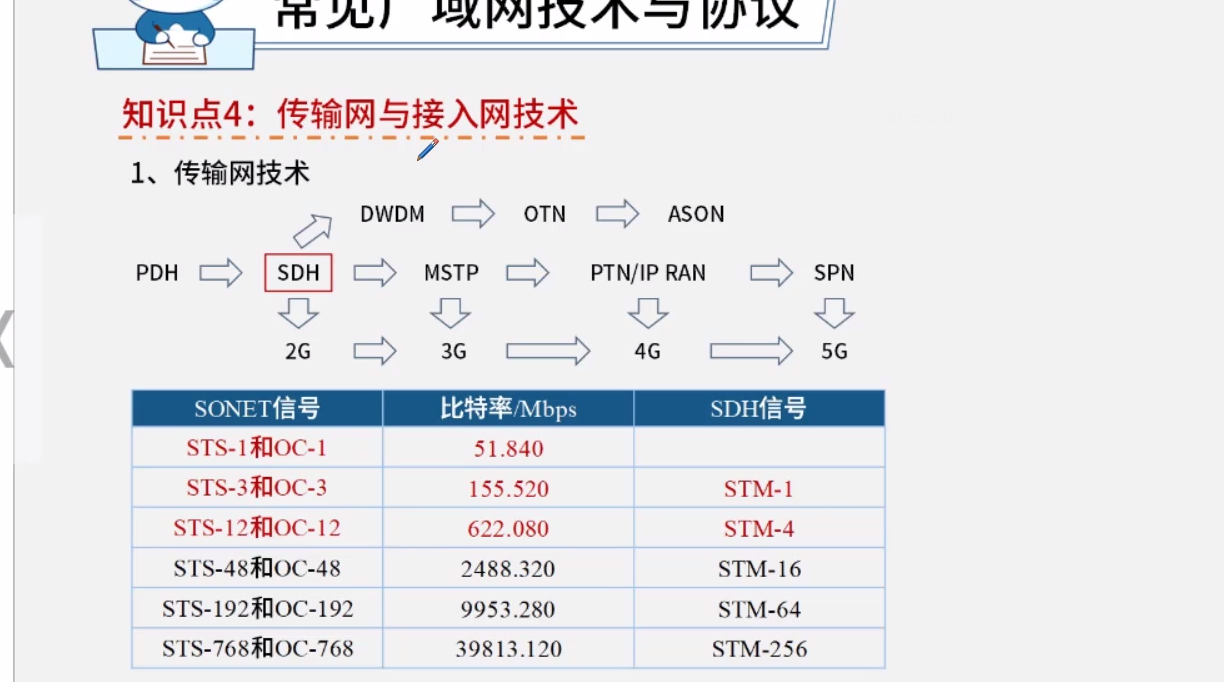 常见广域网技术与协议
知识点4：传输网与接入网技术
1、传输网技术
DWDM OTN ASON
PDH SDH MSTP PTN/IP RAN SPN
2G 3G 4G 5G
SONET信号 比特率/Mbps SDH信号
STS-1和OC-1 51.840
STS-3和OC-3 155.520 STM-1
STS-12和OC-12 622.080 STM-4
STS-48和OC-48 2488.320 STM-16
STS-192和OC-192 9953.280 STM-64
STS-768和OC-768 39813.120 STM-256